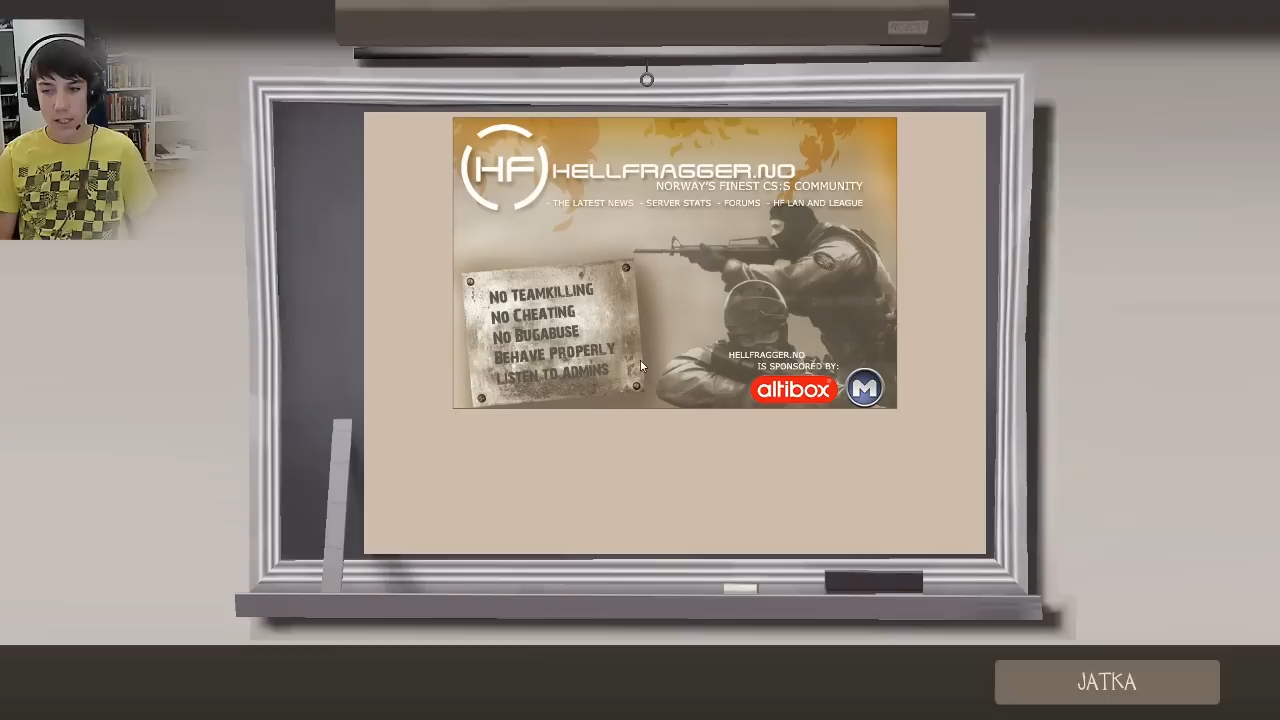 HF HELLFRAGGER.NO
NORWAY'S FINEST CS:S COMMUNITY
- THE LATEST NEWS - SERVER STATS - FORUMS - HF LAN AND LEAGUE
NO TEAMKILLING
NO CHEATING
NO BUGABUSE
BEHAVE PROPERLY
LISTEN TO ADMINS
HELLFRAGGER.NO
IS SPONSORED BY:
altibox M
JATKA